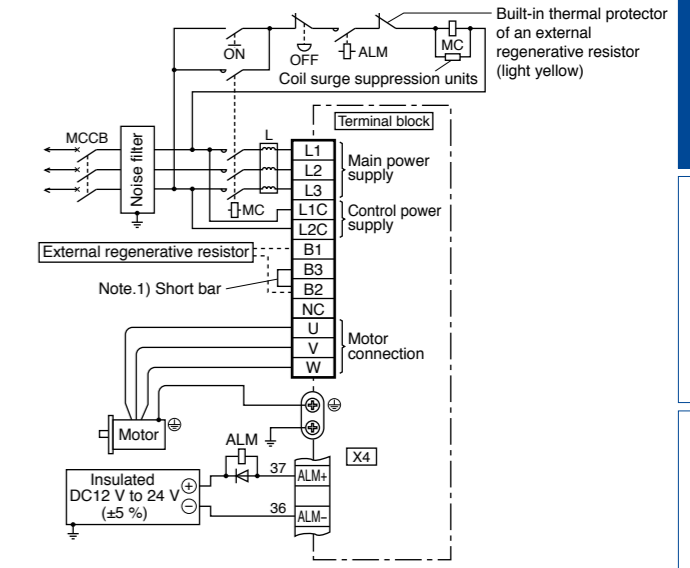 Built-in thermal protector
of an external
regenerative resistor
(light yellow)
ON
OFF
ALM
MC
Coil surge suppression units
Terminal block
MCCB
Noise filter
L
L1
L2
L3
Main power
supply
MC
L1C
L2C
Control power
supply
External regenerative resistor
B1
B3
B2
Note.1) Short bar
NC
U
V
W
Motor
connection
Motor
ALM
X4
Insulated
DC12 V to 24 V
(±5 %)
+
−
37
ALM+
36
ALM−